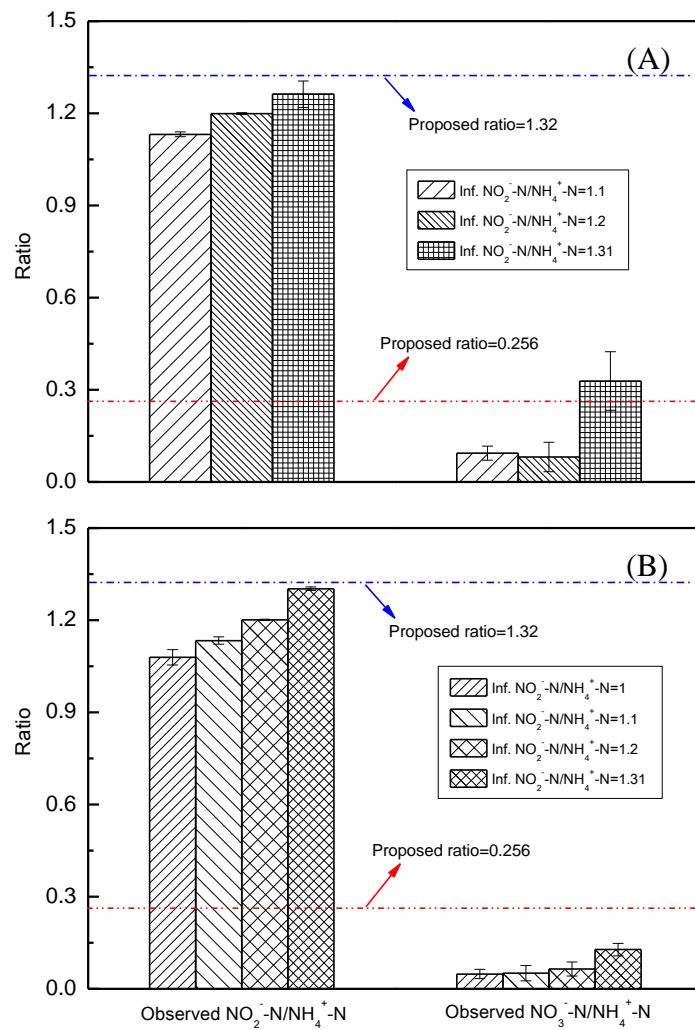 (A)
1.5
1.2
0.9
0.6
0.3
0.0
Ratio
Proposed ratio=1.32
Inf. NO₂⁻-N/NH₄⁺-N=1.1
Inf. NO₂⁻-N/NH₄⁺-N=1.2
Inf. NO₂⁻-N/NH₄⁺-N=1.31
Proposed ratio=0.256
(B)
1.5
1.2
0.9
0.6
0.3
0.0
Ratio
Proposed ratio=1.32
Inf. NO₂⁻-N/NH₄⁺-N=1
Inf. NO₂⁻-N/NH₄⁺-N=1.1
Inf. NO₂⁻-N/NH₄⁺-N=1.2
Inf. NO₂⁻-N/NH₄⁺-N=1.31
Proposed ratio=0.256
Observed NO₂⁻-N/NH₄⁺-N
Observed NO₃⁻-N/NH₄⁺-N